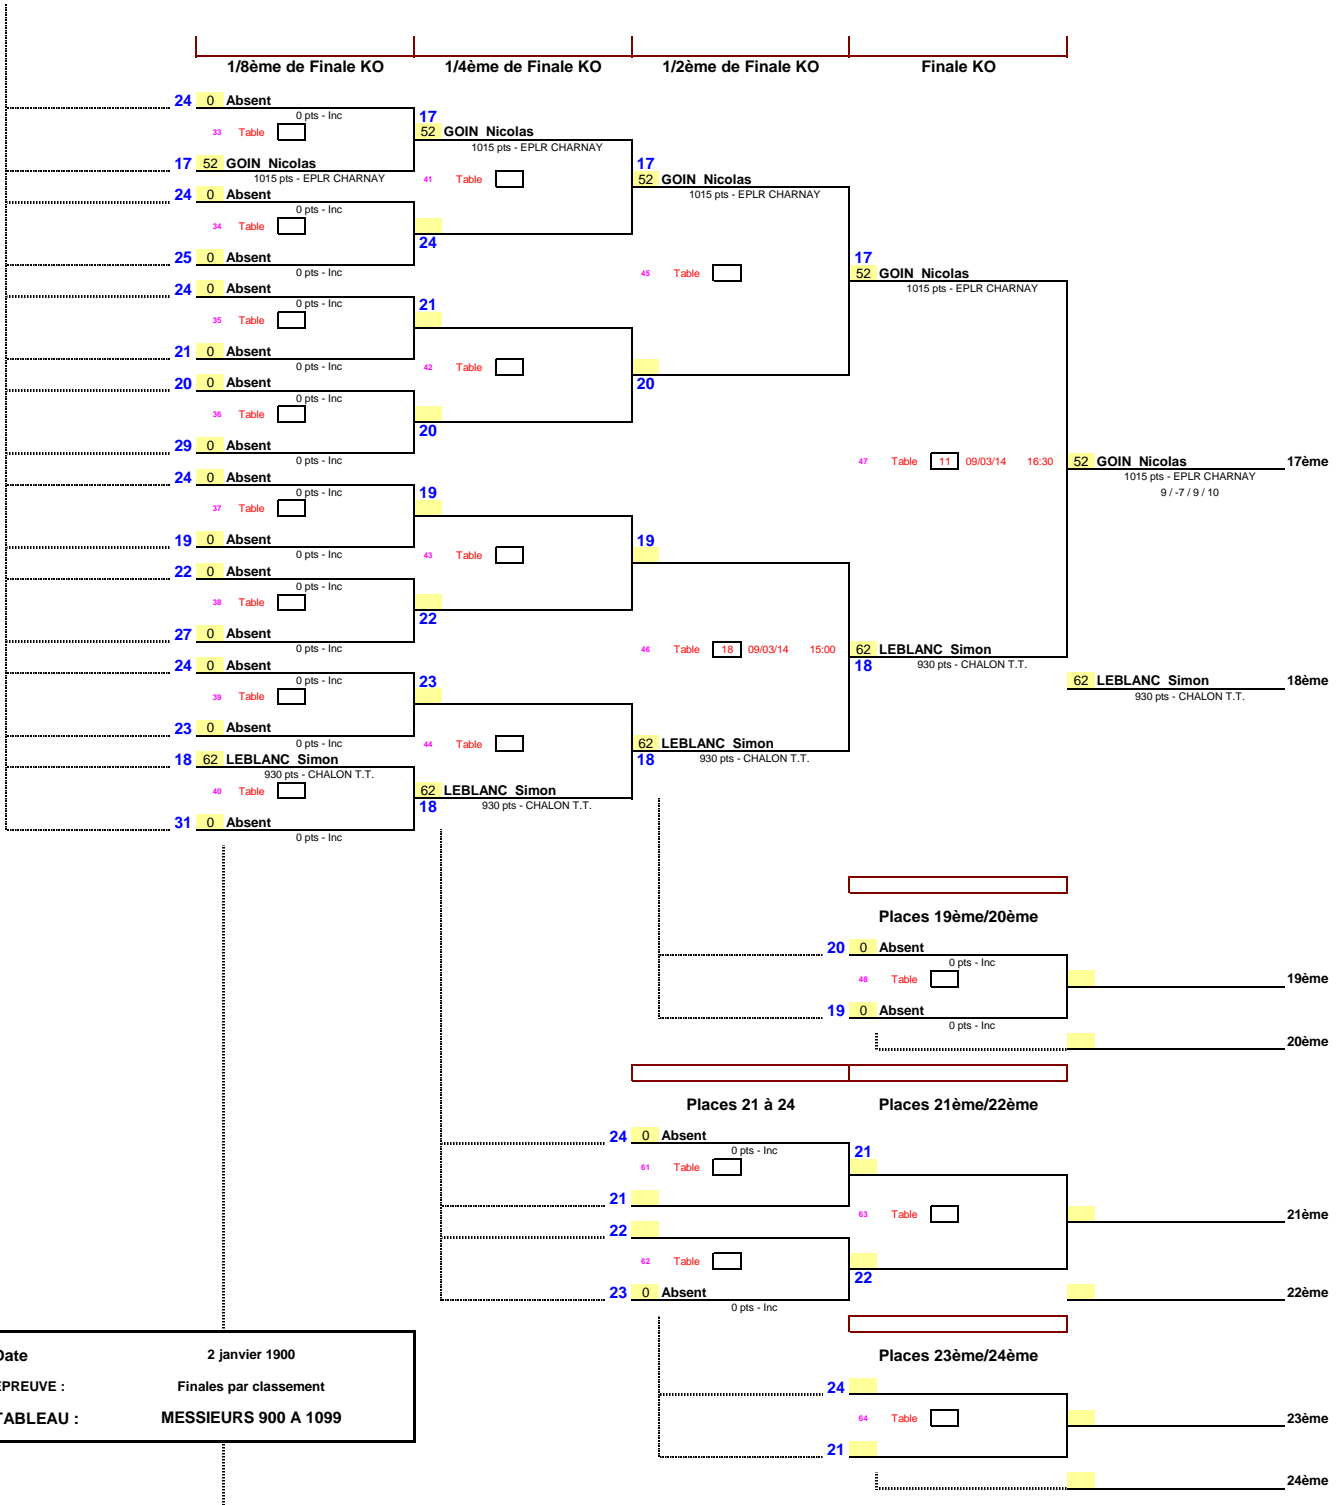 1/8ème de Finale KO 1/4ème de Finale KO 1/2ème de Finale KO Finale KO
24 0 Absent
0 pts - Inc
17
33 Table
52 GOIN Nicolas
1015 pts - EPLR CHARNAY
17 52 GOIN Nicolas
17
1015 pts - EPLR CHARNAY
41 Table
52 GOIN Nicolas
24 0 Absent
1015 pts - EPLR CHARNAY
0 pts - Inc
34 Table
24
25 0 Absent
17
0 pts - Inc
45 Table
52 GOIN Nicolas
24 0 Absent
1015 pts - EPLR CHARNAY
0 pts - Inc
21
35 Table
21 0 Absent
0 pts - Inc
42 Table
20 0 Absent
20
0 pts - Inc
36 Table
20
29 0 Absent
0 pts - Inc
47 Table 11 09/03/14 16:30
52 GOIN Nicolas 17ème
24 0 Absent
1015 pts - EPLR CHARNAY
0 pts - Inc
19
9 / -7 / 9 / 10
37 Table
19 0 Absent
19
0 pts - Inc
43 Table
22 0 Absent
0 pts - Inc
38 Table
22
27 0 Absent
0 pts - Inc
46 Table 18 09/03/14 15:00
62 LEBLANC Simon
24 0 Absent
18
930 pts - CHALON T.T.
0 pts - Inc
23
62 LEBLANC Simon 18ème
39 Table
930 pts - CHALON T.T.
23 0 Absent
0 pts - Inc
44 Table
62 LEBLANC Simon
18 62 LEBLANC Simon
18
930 pts - CHALON T.T.
930 pts - CHALON T.T.
40 Table
62 LEBLANC Simon
18
930 pts - CHALON T.T.
31 0 Absent
0 pts - Inc
Places 19ème/20ème
20 0 Absent
0 pts - Inc
48 Table
19ème
19 0 Absent
0 pts - Inc
20ème
Places 21 à 24 Places 21ème/22ème
24 0 Absent
0 pts - Inc
21
61 Table
21
63 Table
21ème
22
62 Table
22
23 0 Absent
22ème
0 pts - Inc
Date 2 janvier 1900
Places 23ème/24ème
EPREUVE : Finales par classement
24
TABLEAU : MESSIEURS 900 A 1099
64 Table
23ème
21
24ème